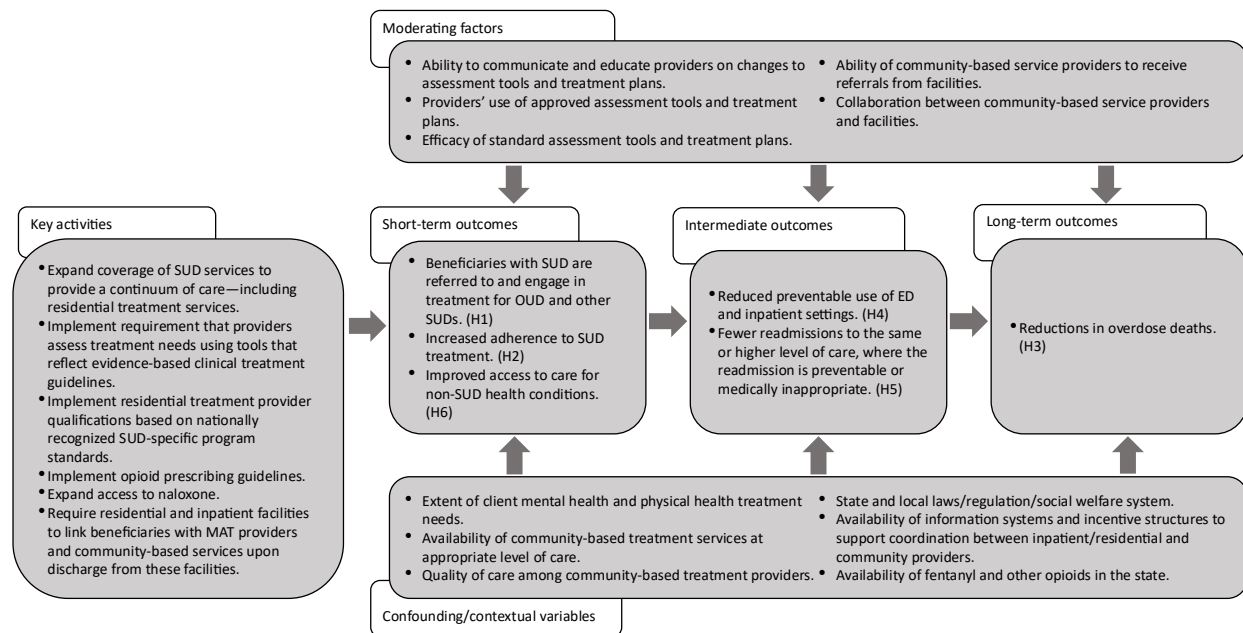 Moderating factors
• Ability to communicate and educate providers on changes to
assessment tools and treatment plans.
• Providers' use of approved assessment tools and treatment
plans.
• Efficacy of standard assessment tools and treatment plans.
• Ability of community-based service providers to receive
referrals from facilities.
• Collaboration between community-based service providers
and facilities.
Key activities
• Expand coverage of SUD services to
provide a continuum of care—including
residential treatment services.
• Implement requirement that providers
assess treatment needs using tools that
reflect evidence-based clinical treatment
guidelines.
• Implement residential treatment provider
qualifications based on nationally
recognized SUD-specific program
standards.
• Implement opioid prescribing guidelines.
• Expand access to naloxone.
• Require residential and inpatient facilities
to link beneficiaries with MAT providers
and community-based services upon
discharge from these facilities.
Short-term outcomes
• Beneficiaries with SUD are
referred to and engage in
treatment for OUD and other
SUDs. (H1)
• Increased adherence to SUD
treatment. (H2)
• Improved access to care for
non-SUD health conditions.
(H6)
Intermediate outcomes
• Reduced preventable use of ED
and inpatient settings. (H4)
• Fewer readmissions to the same
or higher level of care, where the
readmission is preventable or
medically inappropriate. (H5)
Long-term outcomes
• Reductions in overdose deaths.
(H3)
• Extent of client mental health and physical health treatment
needs.
• Availability of community-based treatment services at
appropriate level of care.
• Quality of care among community-based treatment providers.
• State and local laws/regulation/social welfare system.
• Availability of information systems and incentive structures to
support coordination between inpatient/residential and
community providers.
• Availability of fentanyl and other opioids in the state.
Confounding/contextual variables